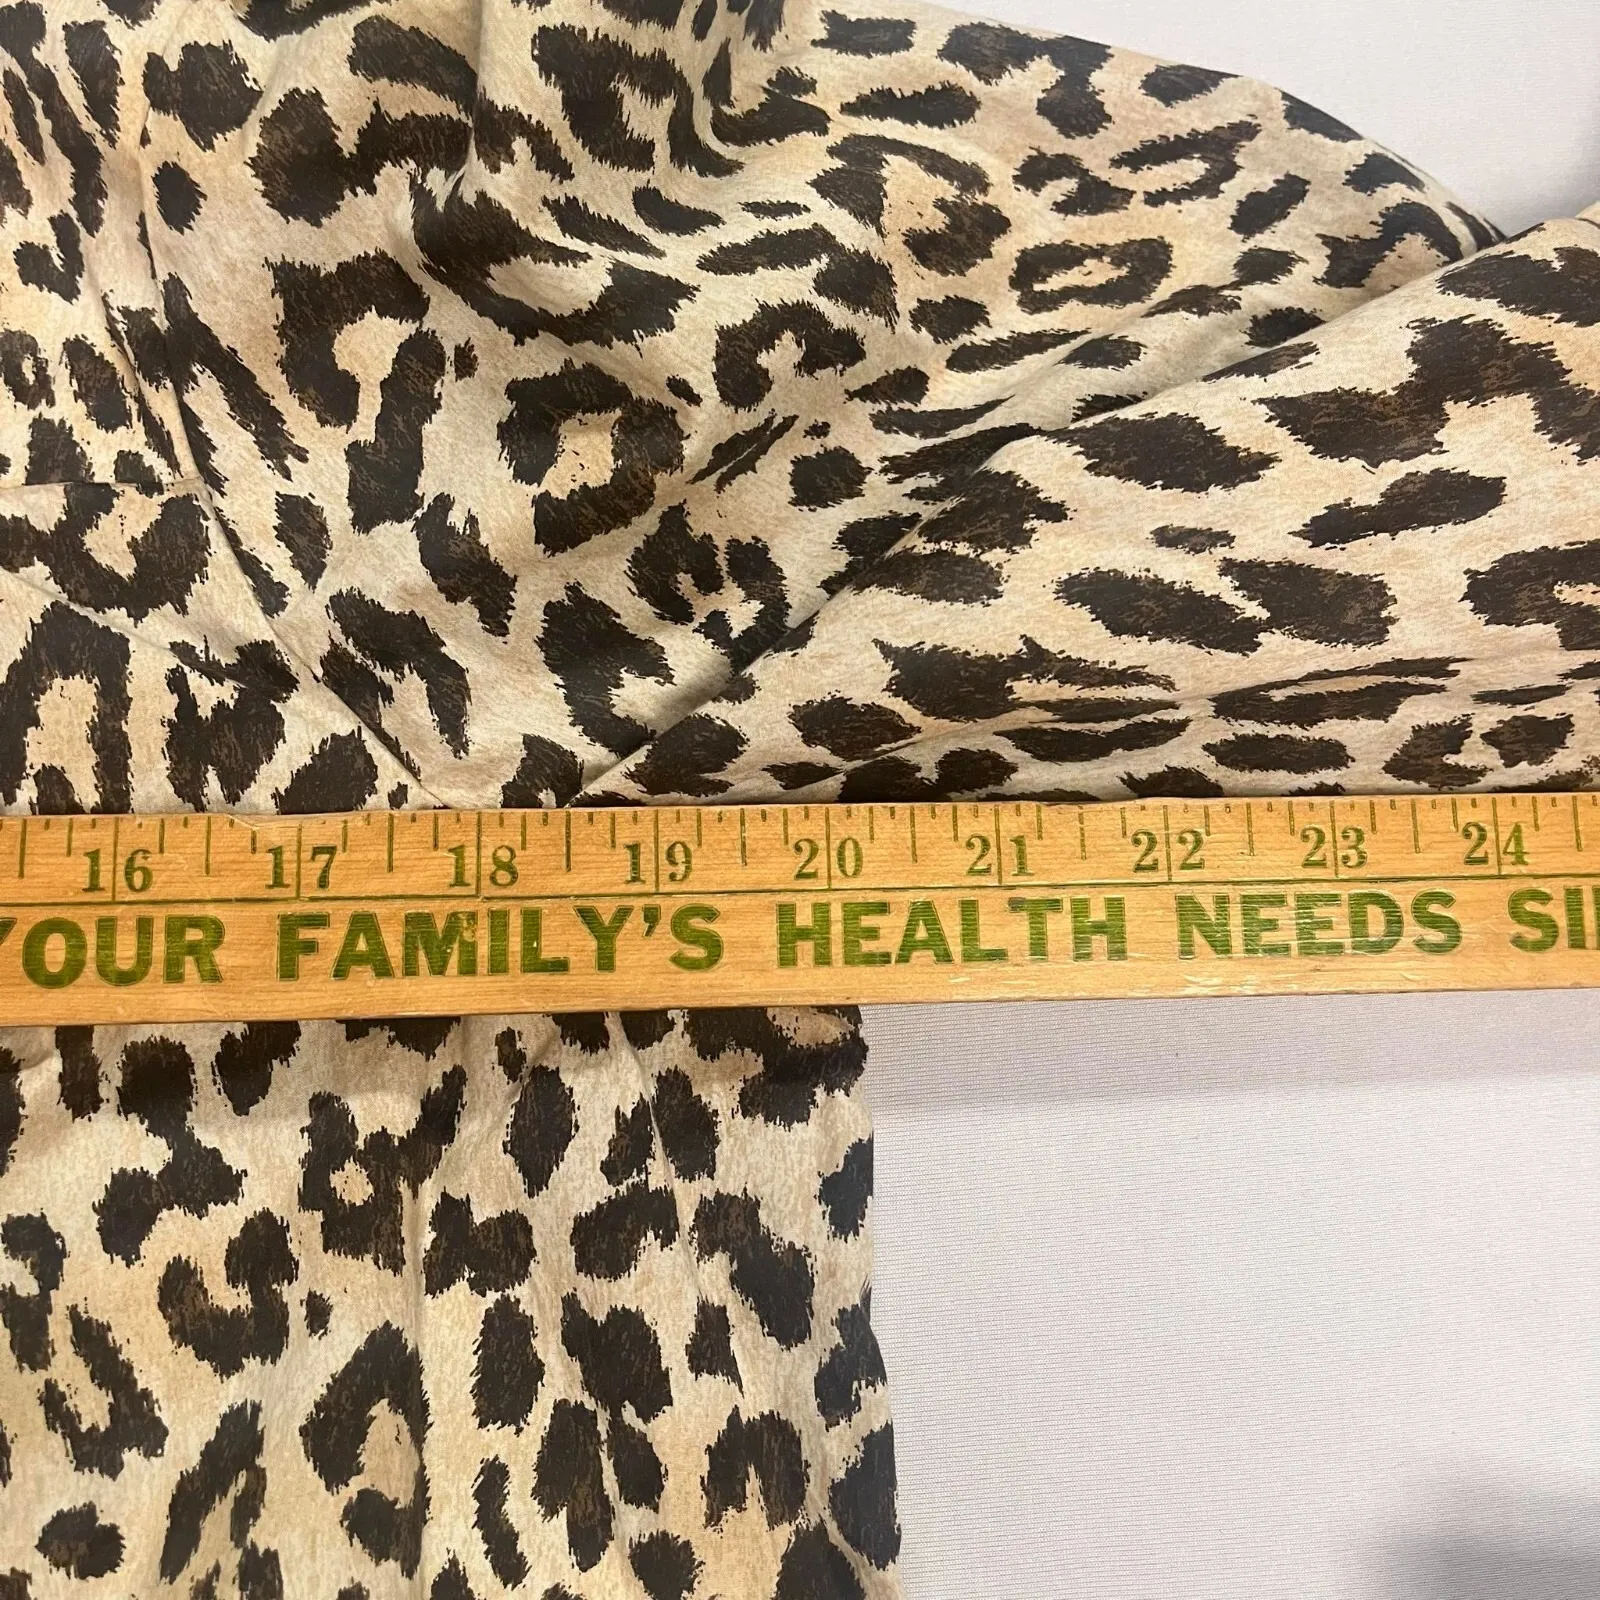 16 17 18 19 20 21 22 23 24
YOUR FAMILY'S HEALTH NEEDS